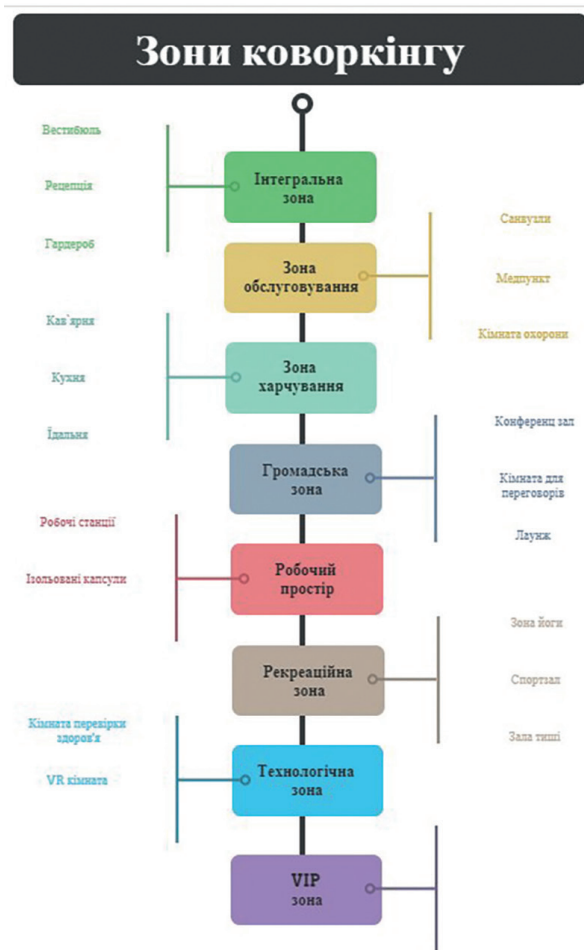 Зони коворкінгу
Вестибюль
Рецепція
Гардероб
Інтегральна
зона
Санвузли
Медпункт
Кімната охорони
Зона
обслуговування
Кав`ярня
Кухня
Їдальня
Зона
харчування
Конференц зал
Кімната для
переговорів
Лаунж
Громадська
зона
Робочі станції
Ізольовані капсули
Робочий
простір
Зона йоги
Спортзал
Зала тиші
Рекреаційна
зона
Кімната перевірки
здоров'я
VR кімната
Технологічна
зона
VIP
зона